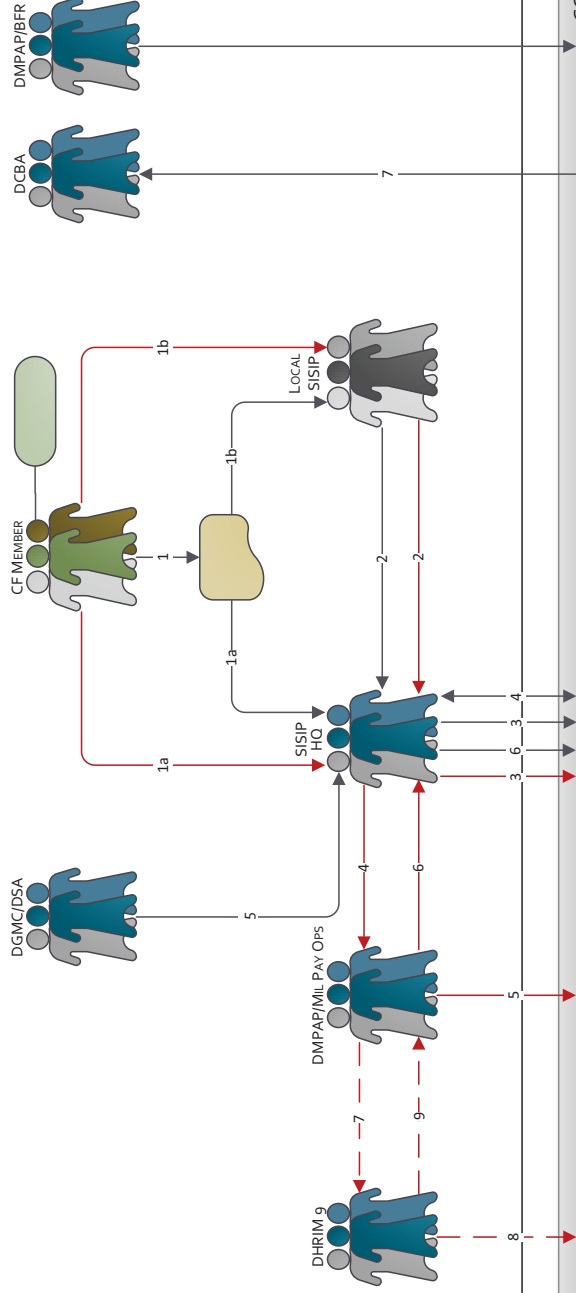 DGMC/DSA
CF MEMBER
DCBA
DMPAP/BFR
1a
1
1b
1a
1b
5
SISIP
HQ
LOCAL
SISIP
DHRIM 9
DMPAP/MIL PAY OPS
7
4
2
7
9
6
2
8
5
3
6
3
4